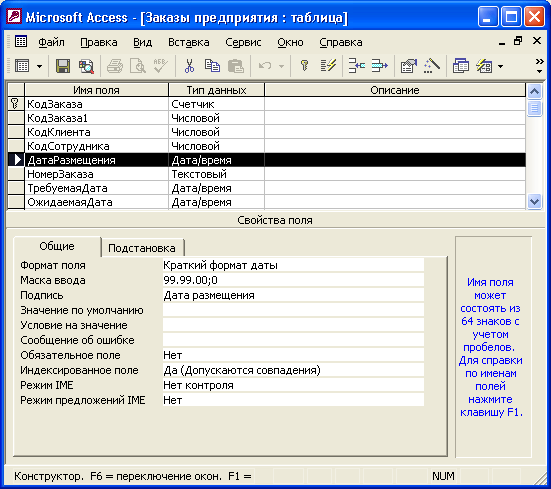 Microsoft Access - [Заказы предприятия : таблица]
Файл Правка Вид Вставка Сервис Окно Справка
Имя поля Тип данных Описание
КодЗаказа Счетчик
КодЗаказа1 Числовой
КодКлиента Числовой
КодСотрудника Числовой
ДатаРазмещения Дата/время
НомерЗаказа Текстовый
ТребуемаяДата Дата/время
ОжидаемаяДата Дата/время
Свойства поля
Общие Подстановка
Формат поля Краткий формат даты
Маска ввода 99.99.00;0
Подпись Дата размещения
Значение по умолчанию
Условие на значение
Сообщение об ошибке
Обязательное поле Нет
Индексированное поле Да (Допускаются совпадения)
Режим IME Нет контроля
Режим предложений IME Нет
Имя поля
может
состоять из
64 знаков с
учетом
пробелов.
Для справки
по именам
полей
нажмите
клавишу F1.
Конструктор. F6 = переключение окон. F1 = NUM